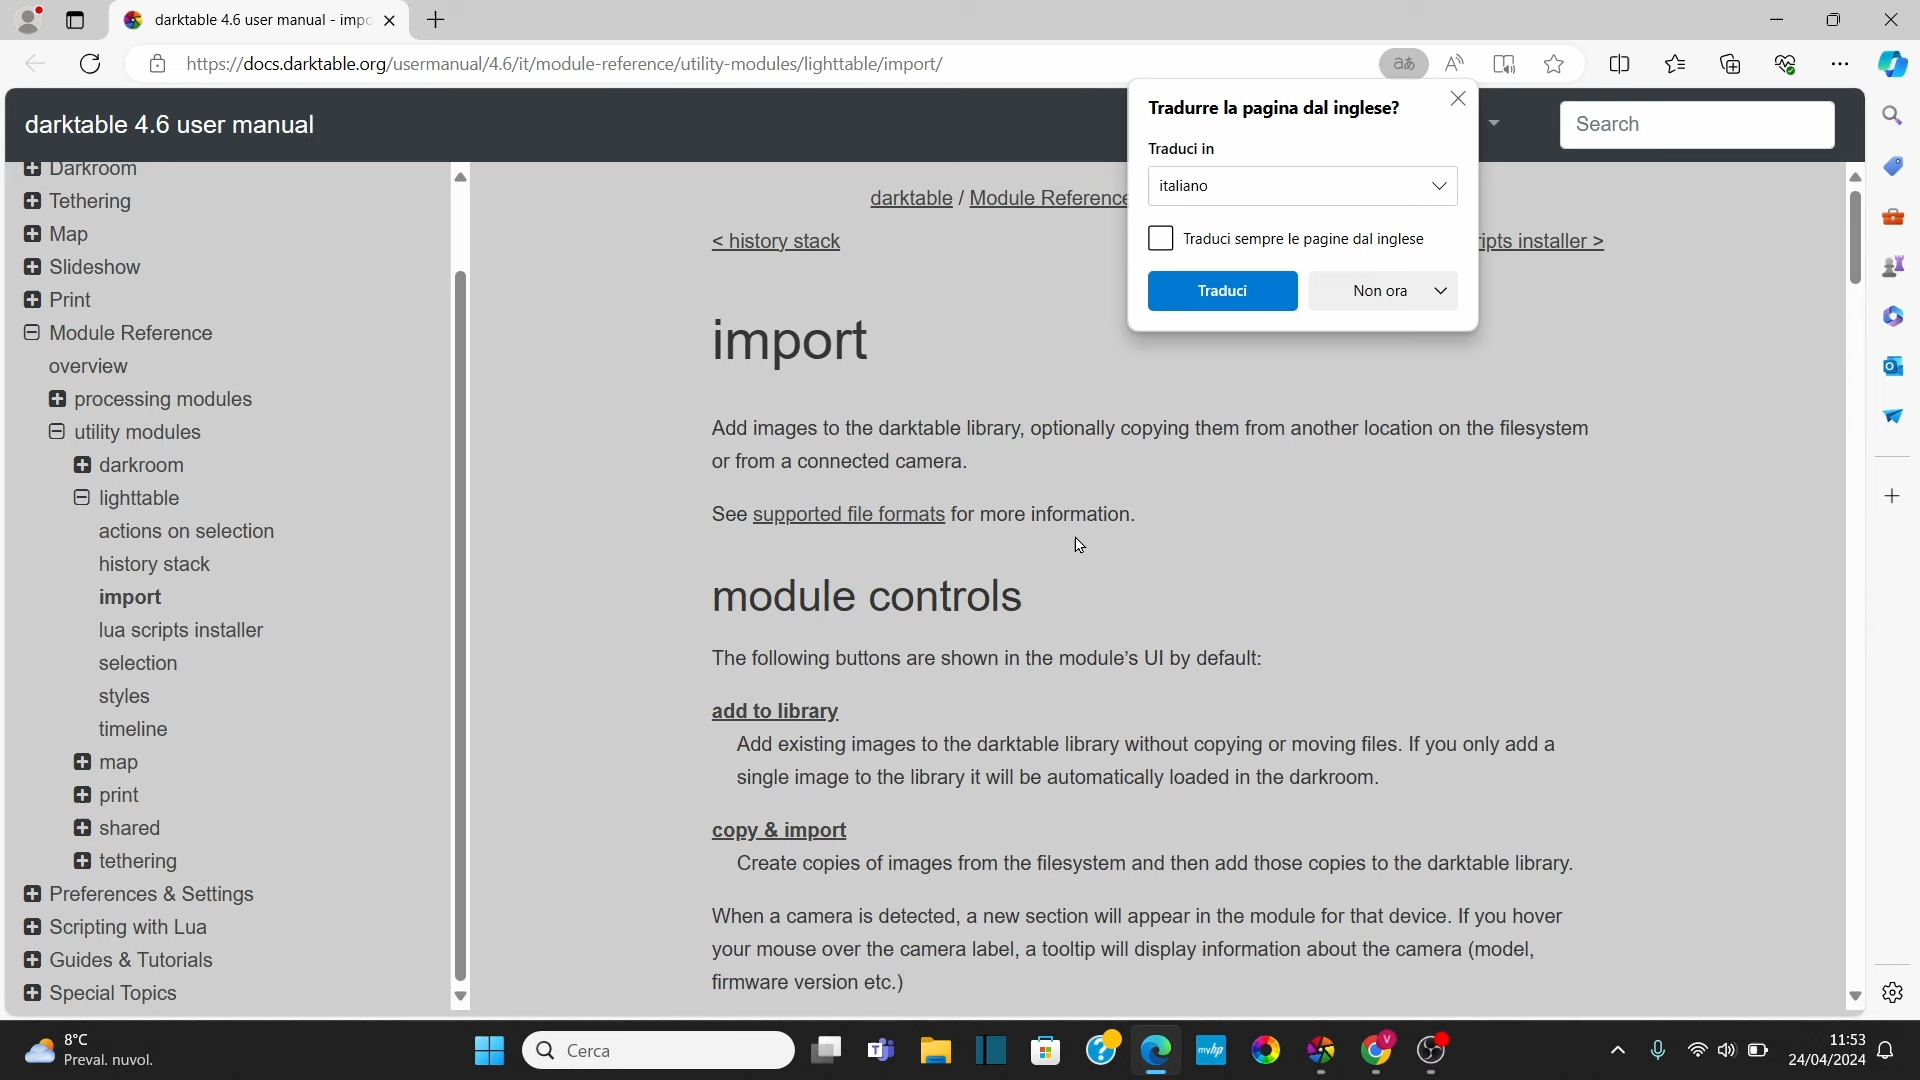 darktable 4.6 user manual - impo
https://docs.darktable.org/usermanual/4.6/it/module-reference/utility-modules/lighttable/import/
darktable 4.6 user manual
Search
Tradurre la pagina dal inglese?
Traduci in
italiano
Traduci sempre le pagine dal inglese
Traduci
Non ora
Darkroom
Tethering
Map
Slideshow
Print
Module Reference
overview
processing modules
utility modules
darkroom
lighttable
actions on selection
history stack
import
lua scripts installer
selection
styles
timeline
map
print
shared
tethering
Preferences & Settings
Scripting with Lua
Guides & Tutorials
Special Topics
darktable / Module Reference
< history stack
ripts installer >
import
Add images to the darktable library, optionally copying them from another location on the filesystem
or from a connected camera.
See supported file formats for more information.
module controls
The following buttons are shown in the module’s UI by default:
add to library
Add existing images to the darktable library without copying or moving files. If you only add a
single image to the library it will be automatically loaded in the darkroom.
copy & import
Create copies of images from the filesystem and then add those copies to the darktable library.
When a camera is detected, a new section will appear in the module for that device. If you hover
your mouse over the camera label, a tooltip will display information about the camera (model,
firmware version etc.)
8°C
Preval. nuvol.
Cerca
myhp
V
11:53
24/04/2024